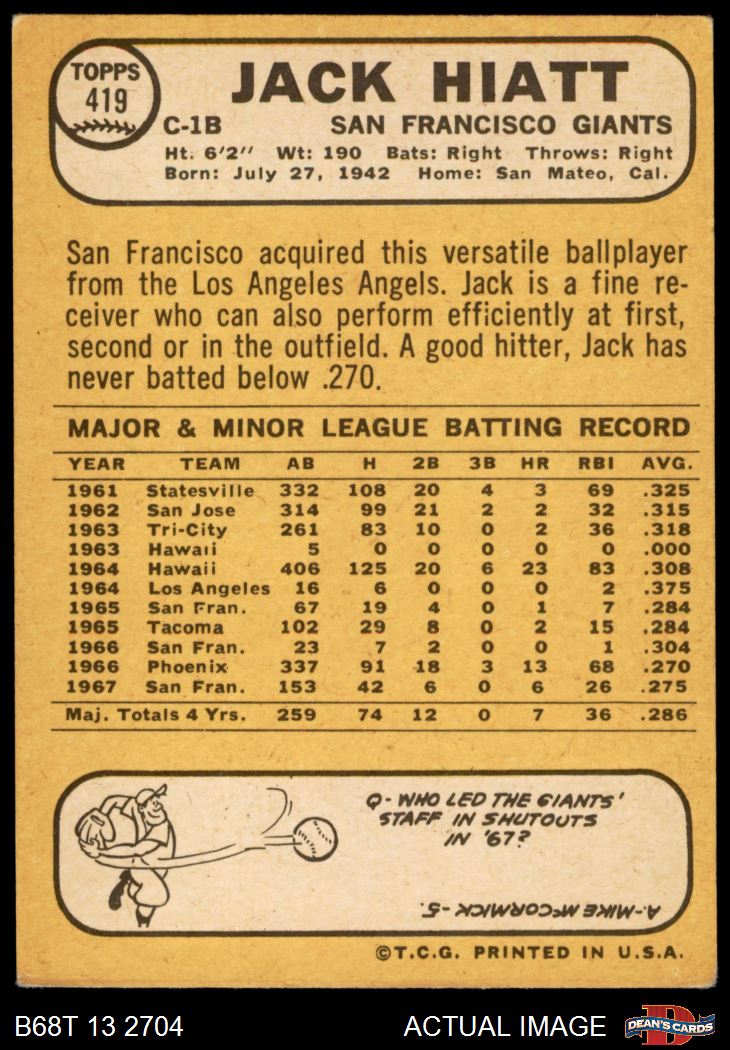 TOPPS
419
JACK HIATT
C-1B SAN FRANCISCO GIANTS
Ht: 6'2'' Wt: 190 Bats: Right Throws: Right
Born: July 27, 1942 Home: San Mateo, Cal.
San Francisco acquired this versatile ballplayer
from the Los Angeles Angels. Jack is a fine re-
ceiver who can also perform efficiently at first,
second or in the outfield. A good hitter, Jack has
never batted below .270.
MAJOR & MINOR LEAGUE BATTING RECORD
YEAR TEAM AB H 2B 3B HR RBI AVG.
1961 Statesville 332 108 20 4 3 69 .325
1962 San Jose 314 99 21 2 2 32 .315
1963 Tri-City 261 83 10 0 2 36 .318
1963 Hawaii 5 0 0 0 0 0 .000
1964 Hawaii 406 125 20 6 23 83 .308
1964 Los Angeles 16 6 0 0 0 2 .375
1965 San Fran. 67 19 4 0 1 7 .284
1965 Tacoma 102 29 8 0 2 15 .284
1966 San Fran. 23 7 2 0 0 1 .304
1966 Phoenix 337 91 18 3 13 68 .270
1967 San Fran. 153 42 6 0 6 26 .275
Maj. Totals 4 Yrs. 259 74 12 0 7 36 .286
Q- WHO LED THE GIANTS'
STAFF IN SHUTOUTS
IN '67?
A- MIKE McCORMICK - 5.
©T.C.G. PRINTED IN U.S.A.
B68T 13 2704 ACTUAL IMAGE
D
DEAN'S CARDS